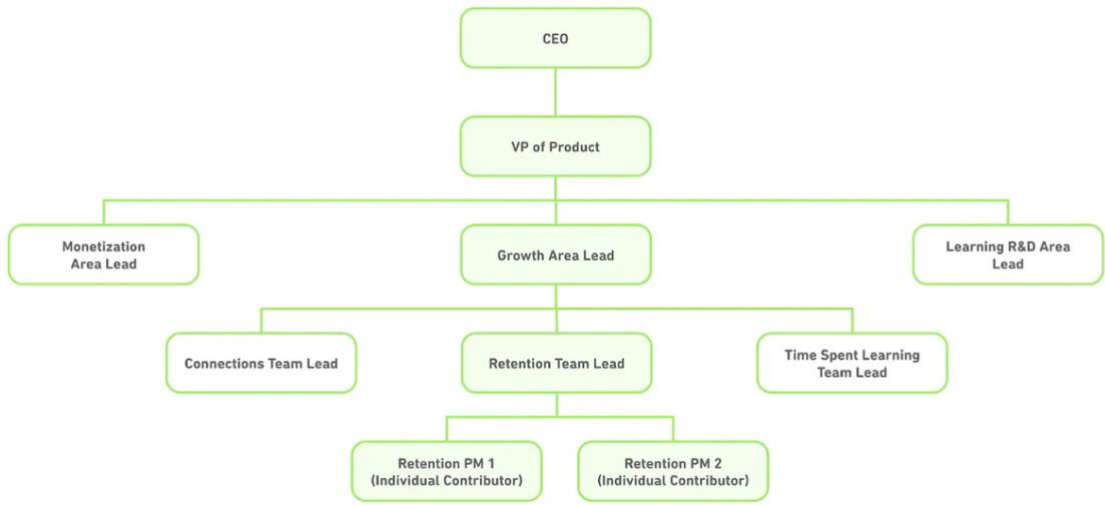 CEO
VP of Product
Monetization
Area Lead
Growth Area Lead
Learning R&D Area
Lead
Connections Team Lead
Retention Team Lead
Time Spent Learning
Team Lead
Retention PM 1
(Individual Contributor)
Retention PM 2
(Individual Contributor)